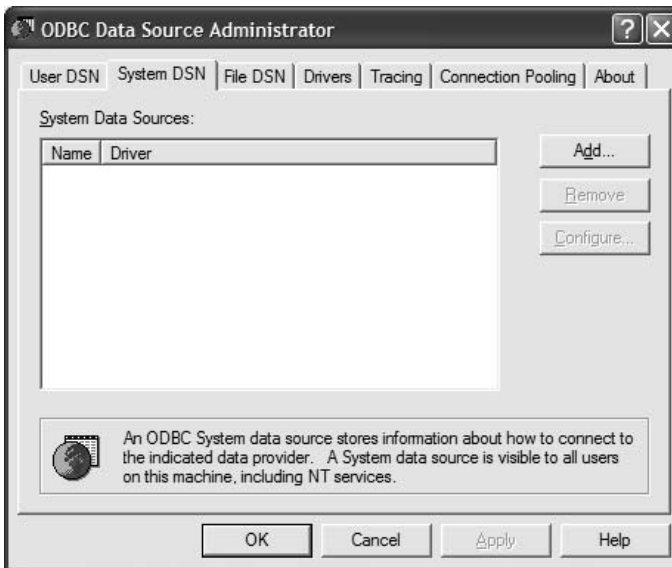 ODBC Data Source Administrator
User DSN System DSN File DSN Drivers Tracing Connection Pooling About
System Data Sources:
Name Driver
Add...
Remove
Configure...
An ODBC System data source stores information about how to connect to
the indicated data provider. A System data source is visible to all users
on this machine, including NT services.
OK Cancel Apply Help